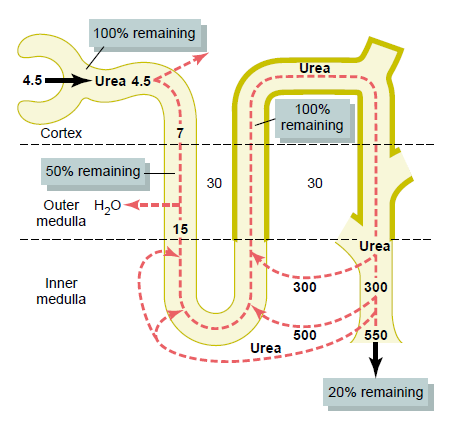 100% remaining
4.5
Urea 4.5
Urea
100%
remaining
Cortex
7
50% remaining
30
30
Outer
medulla
H₂O
15
Urea
Inner
medulla
300
300
500
550
Urea
20% remaining